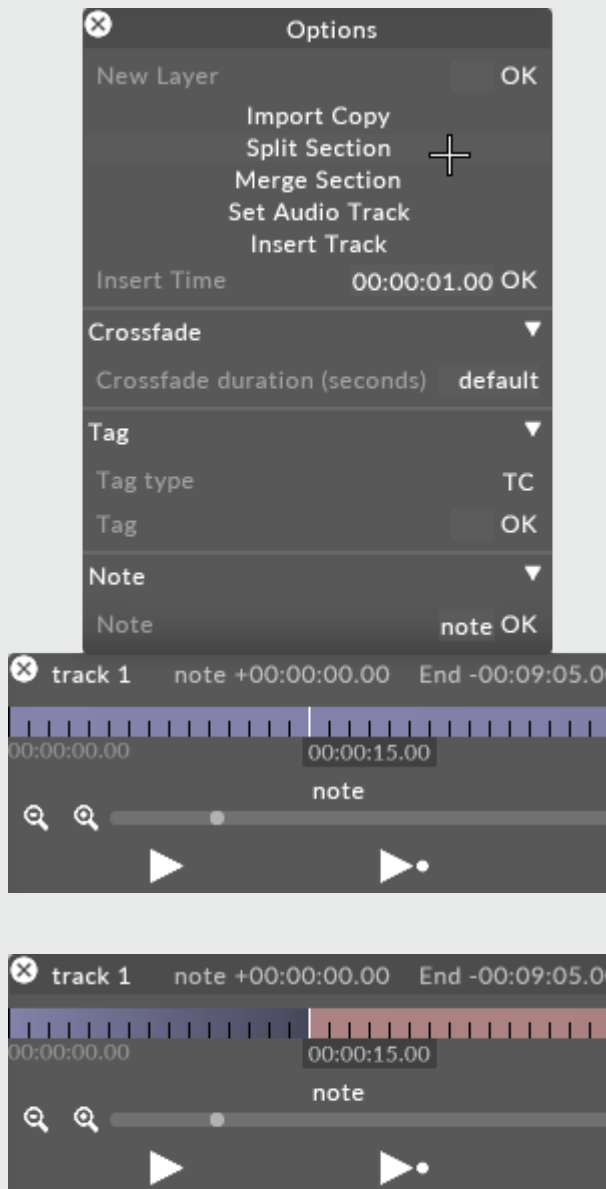 Options
New Layer OK
Import Copy
Split Section
Merge Section
Set Audio Track
Insert Track
Insert Time 00:00:01.00 OK
Crossfade
Crossfade duration (seconds) default
Tag
Tag type TC
Tag OK
Note
Note note OK
track 1 note +00:00:00.00 End -00:09:05.00
00:00:00.00 00:00:15.00
note
track 1 note +00:00:00.00 End -00:09:05.00
00:00:00.00 00:00:15.00
note